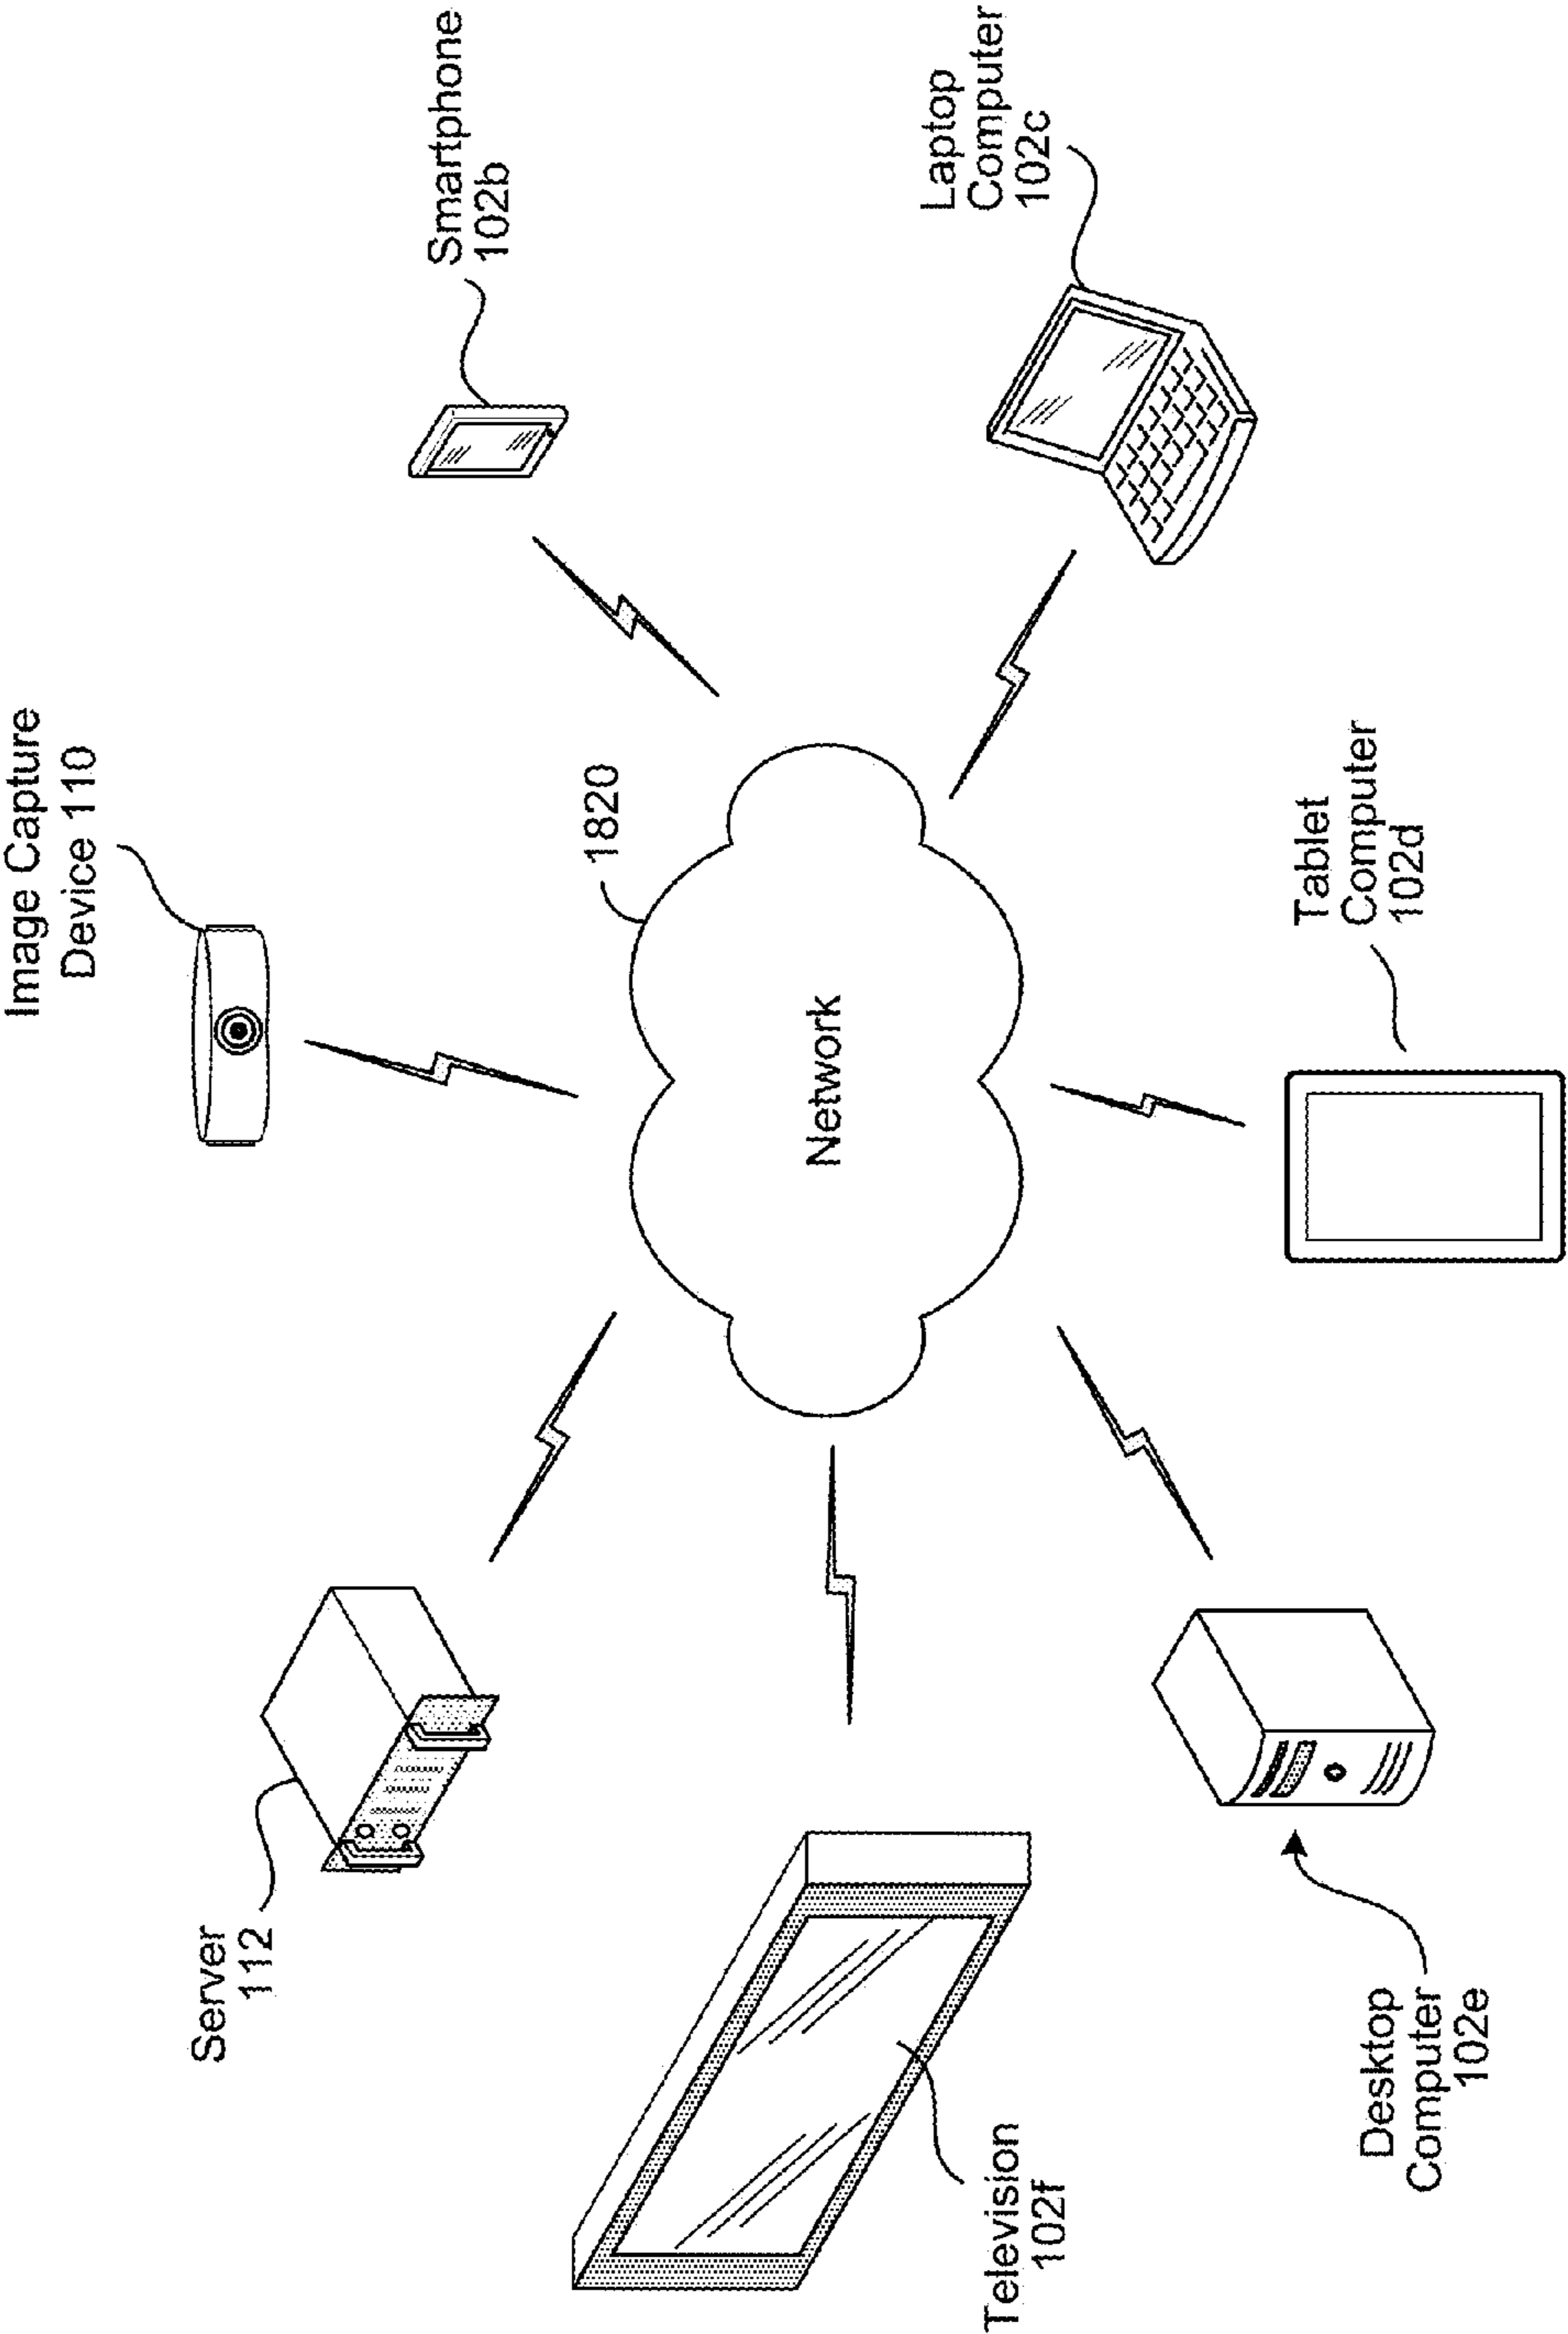 Image Capture
Device 110
Smartphone
102b
Server
112
1820
Network
Laptop
Computer
102c
Television
102f
Tablet
Computer
102d
Desktop
Computer
102e